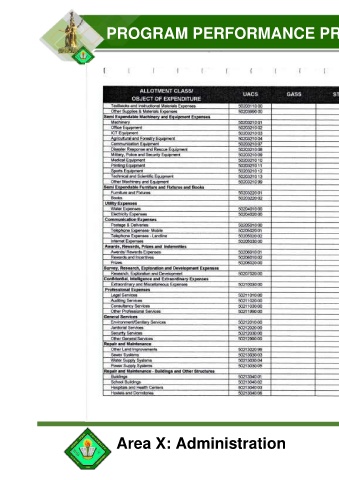 PROGRAM PERFORMANCE PR
ALLOTMENT CLASS/
OBJECT OF EXPENDITURE UACS GASS ST
Textbooks and Instructional Materials Expenses 50203110 00
Other Supplies & Materials Expenses 50203990 00
Semi Expendable Machinery and Equipment Expenses
Machinery 50203210 01
Office Equipment 50203210 02
ICT Equipment 50203210 03
Agricultural and Forestry Equipment 50203210 04
Communication Equipment 50203210 07
Disaster Response and Rescue Equipment 50203210 08
Military, Police and Security Equipment 50203210 09
Medical Equipment 50203210 10
Printing Equipment 50203210 11
Sports Equipment 50203210 12
Technical and Scientific Equipment 50203210 13
Other Machinery and Equipment 50203210 99
Semi Expendable Furniture and Fixtures and Books
Furniture and Fixtures 50203220 01
Books 50203220 02
Utility Expenses
Water Expenses 50204010 00
Electricity Expenses 50204020 00
Communication Expenses
Postage & Deliveries 50205010 00
Telephone Expenses- Mobile 50205020 01
Telephone Expenses - Landline 50205020 02
Internet Expenses 50205030 00
Awards, Rewards, Prizes and Indemnities
Awards/ Rewards Expenses 50206010 01
Rewards and Incentives 50206010 02
Prizes 50206020 00
Survey, Research, Exploration and Development Expenses
Research, Exploration and Development 50207020 00
Confidential, Intelligence and Extraordinary Expenses
Extraordinary and Miscellaneous Expenses 50210030 00
Professional Expenses
Legal Services 50211010 00
Auditing Services 50211020 00
Consultancy Services 50211030 00
Other Professional Services 50211990 00
General Services
Environment/Sanitary Services 50212010 00
Janitorial Services 50212020 00
Security Services 50212030 00
Other General Services 50212990 00
Repair and Maintenance
Other Land Improvements 50213020 99
Sewer Systems 50213030 03
Water Supply Systems 50213030 04
Power Supply Systems 50213030 05
Repair and Maintenance - Buildings and Other Structures
Buildings 50213040 01
School Buildings 50213040 02
Hospitals and Health Centers 50213040 03
Hostels and Dormitories 50213040 06
Area X: Administration